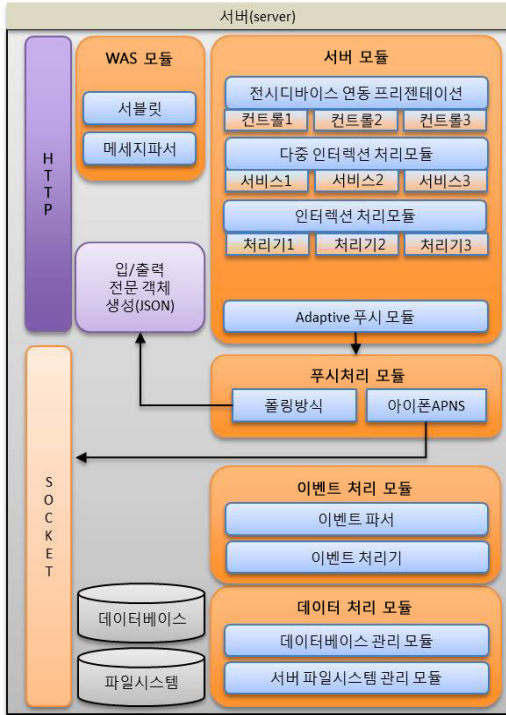 서버(server)
HTTP
WAS 모듈
서블릿
메세지파서
서버 모듈
전시디바이스 연동 프리젠테이션
컨트롤1 컨트롤2 컨트롤3
다중 인터렉션 처리모듈
서비스1 서비스2 서비스3
인터렉션 처리모듈
처리기1 처리기2 처리기3
Adaptive 푸시 모듈
입/출력
전문 객체
생성(JSON)
푸시처리 모듈
폴링방식 아이폰APNS
SOCKET
이벤트 처리 모듈
이벤트 파서
이벤트 처리기
데이터베이스
파일시스템
데이터 처리 모듈
데이터베이스 관리 모듈
서버 파일시스템 관리 모듈